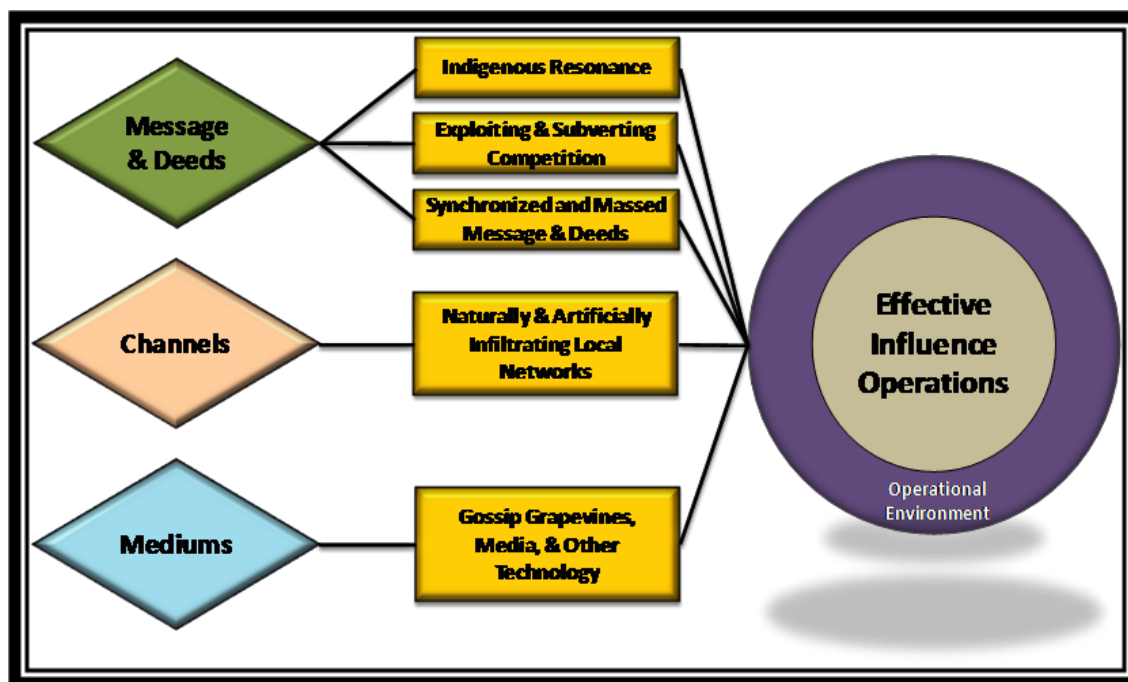 Message
& Deeds
Indigenous Resonance
Exploiting & Subverting
Competition
Synchronized and Massed
Message & Deeds
Channels
Naturally & Artificially
Infiltrating Local
Networks
Mediums
Gossip Grapevines,
Media, & Other
Technology
Effective
Influence
Operations
Operational
Environment